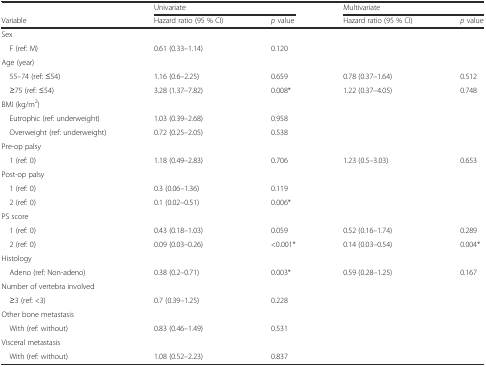 Univariate Multivariate
Variable Hazard ratio (95 % CI) p value Hazard ratio (95 % CI) p value
Sex
F (ref: M) 0.61 (0.33–1.14) 0.120
Age (year)
55–74 (ref: ≤54) 1.16 (0.6–2.25) 0.659 0.78 (0.37–1.64) 0.512
≥75 (ref: ≤54) 3.28 (1.37–7.82) 0.008* 1.22 (0.37–4.05) 0.748
BMI (kg/m²)
Eutrophic (ref: underweight) 1.03 (0.39–2.68) 0.958
Overweight (ref: underweight) 0.72 (0.25–2.05) 0.538
Pre-op palsy
1 (ref: 0) 1.18 (0.49–2.83) 0.706 1.23 (0.5–3.03) 0.653
Post-op palsy
1 (ref: 0) 0.3 (0.06–1.36) 0.119
2 (ref: 0) 0.1 (0.02–0.51) 0.006*
PS score
1 (ref: 0) 0.43 (0.18–1.03) 0.059 0.52 (0.16–1.74) 0.289
2 (ref: 0) 0.09 (0.03–0.26) <0.001* 0.14 (0.03–0.54) 0.004*
Histology
Adeno (ref: Non-adeno) 0.38 (0.2–0.71) 0.003* 0.59 (0.28–1.25) 0.167
Number of vertebra involved
≥3 (ref: <3) 0.7 (0.39–1.25) 0.228
Other bone metastasis
With (ref: without) 0.83 (0.46–1.49) 0.531
Visceral metastasis
With (ref: without) 1.08 (0.52–2.23) 0.837